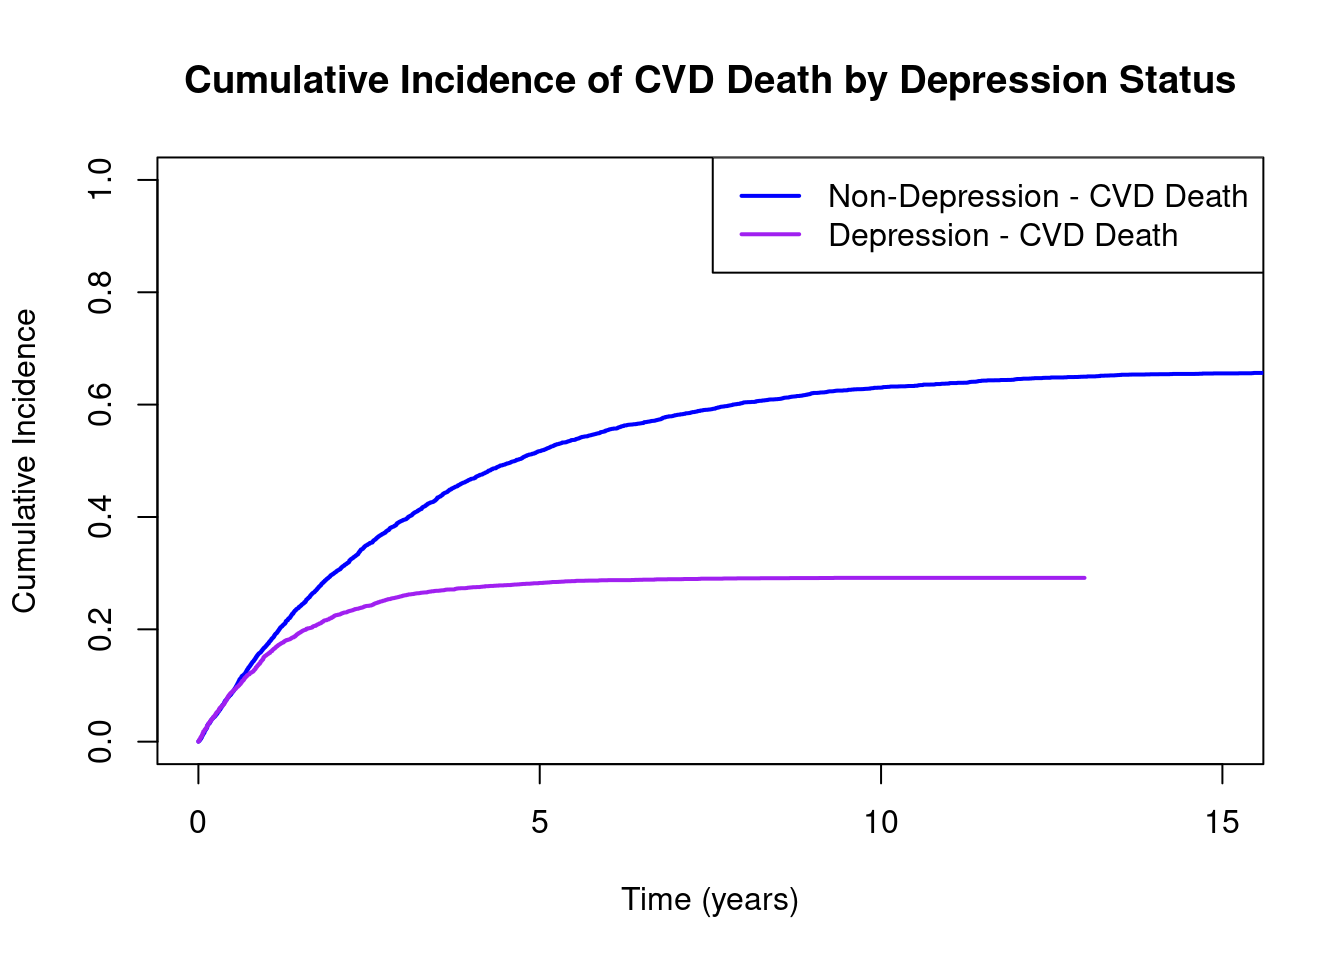 Cumulative Incidence of CVD Death by Depression Status
Non-Depression - CVD Death
Depression - CVD Death
Cumulative Incidence
1.0
0.8
0.6
0.4
0.2
0.0
0 5 10 15
Time (years)